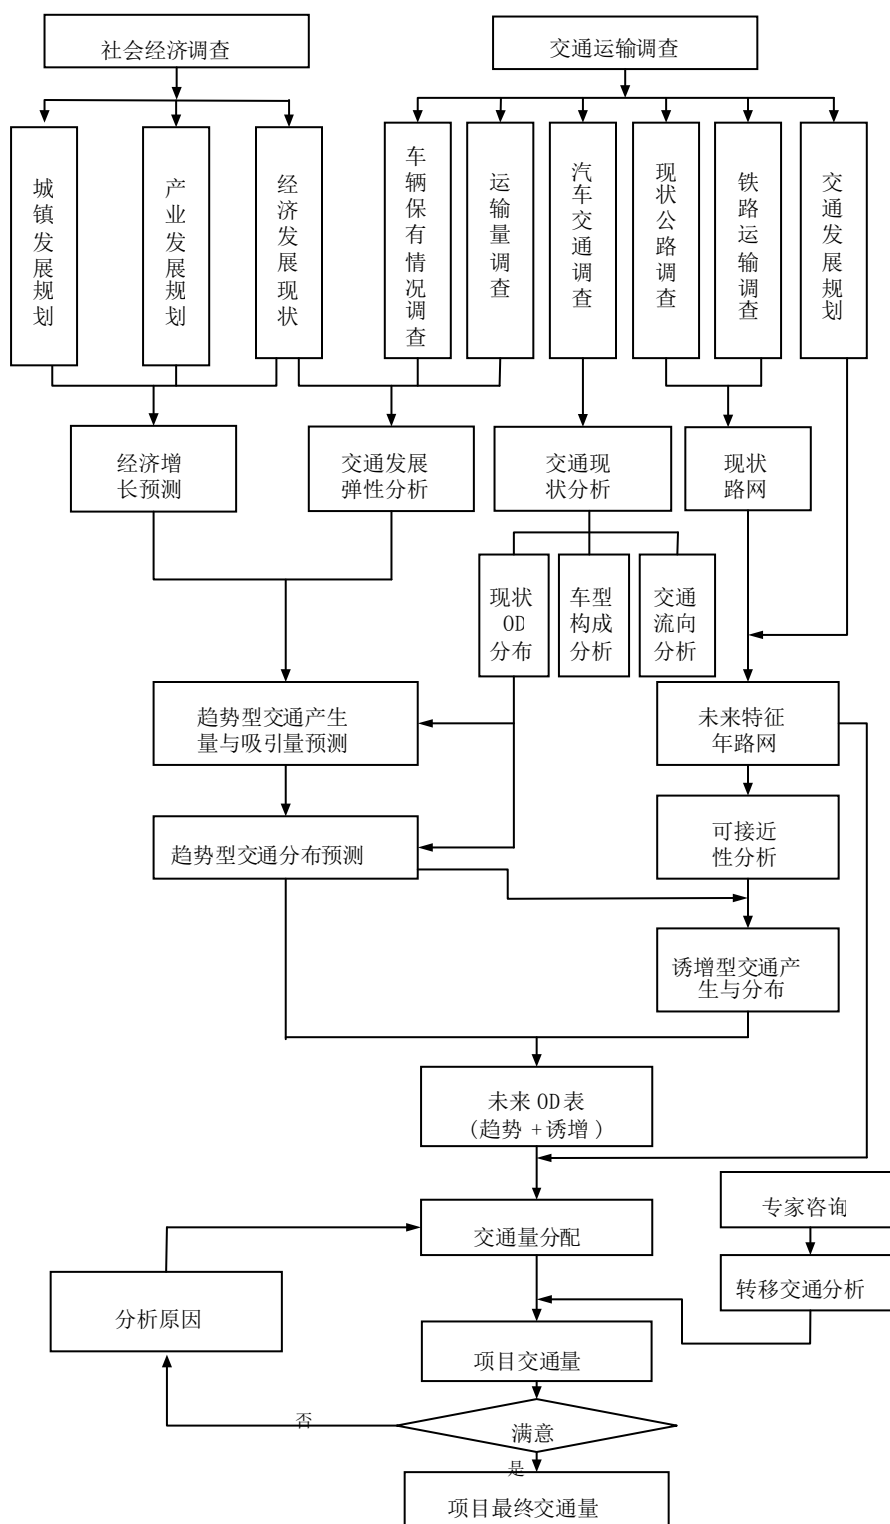 社会经济调查
交通运输调查
城镇发展规划
产业发展规划
经济发展现状
车辆保有情况调查
运输量调查
汽车交通调查
现状公路调查
铁路运输调查
交通发展规划
经济增
长预测
交通发展
弹性分析
交通现
状分析
现状
路网
现状
OD
分布
车型
构成
分析
交通
流向
分析
趋势型交通产生
量与吸引量预测
未来特征
年路网
趋势型交通分布预测
可接近
性分析
诱增型交通产
生与分布
未来 OD 表
(趋势 +诱增 )
专家咨询
交通量分配
转移交通分析
分析原因
项目交通量
否
满意
是
项目最终交通量